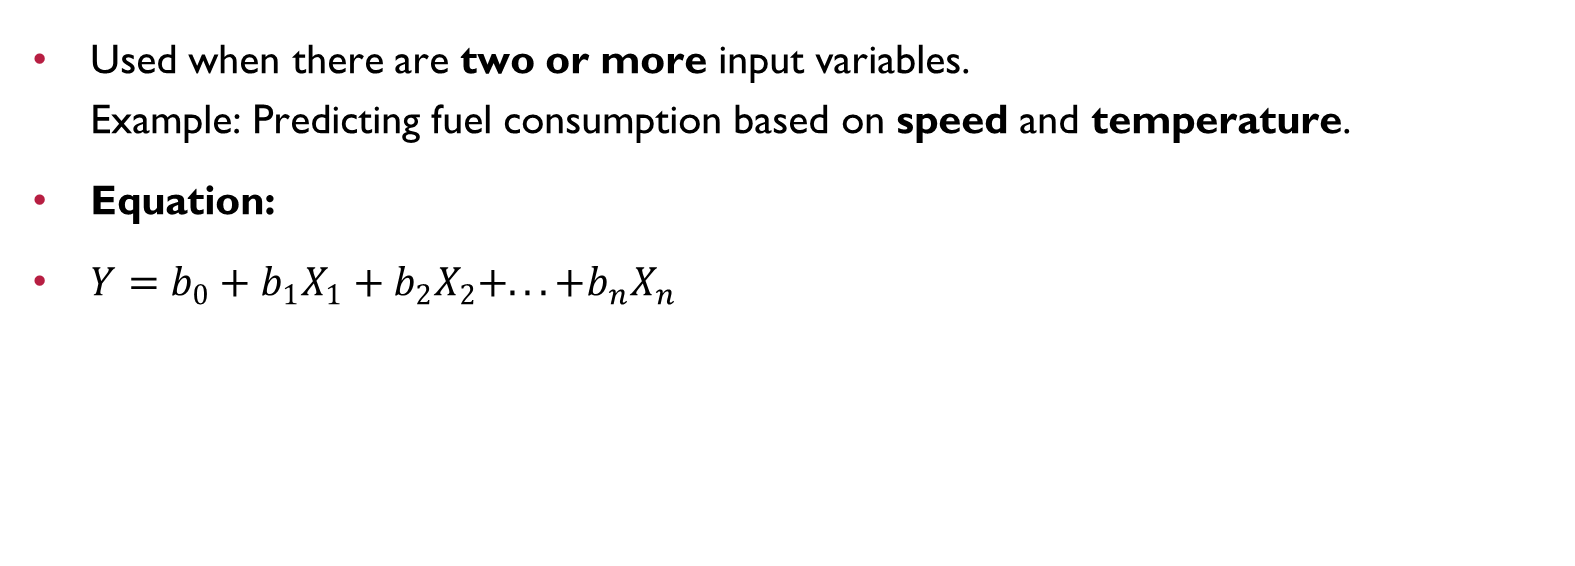 • Used when there are two or more input variables.
Example: Predicting fuel consumption based on speed and temperature.
• Equation:
• Y = b₀ + b₁X₁ + b₂X₂+…+bₙXₙ